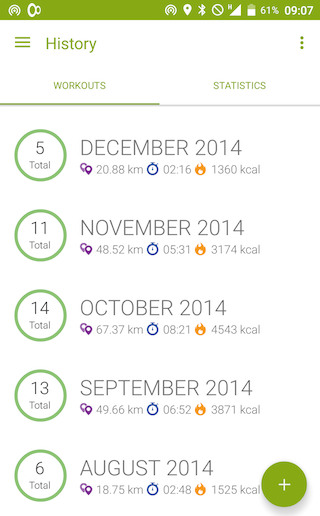 61% 09:07
History
WORKOUTS STATISTICS
5
Total
DECEMBER 2014
20.88 km 02:16 1360 kcal
11
Total
NOVEMBER 2014
48.52 km 05:31 3174 kcal
14
Total
OCTOBER 2014
67.37 km 08:21 4543 kcal
13
Total
SEPTEMBER 2014
49.66 km 06:52 3871 kcal
6
Total
AUGUST 2014
18.75 km 02:48 1525 kcal